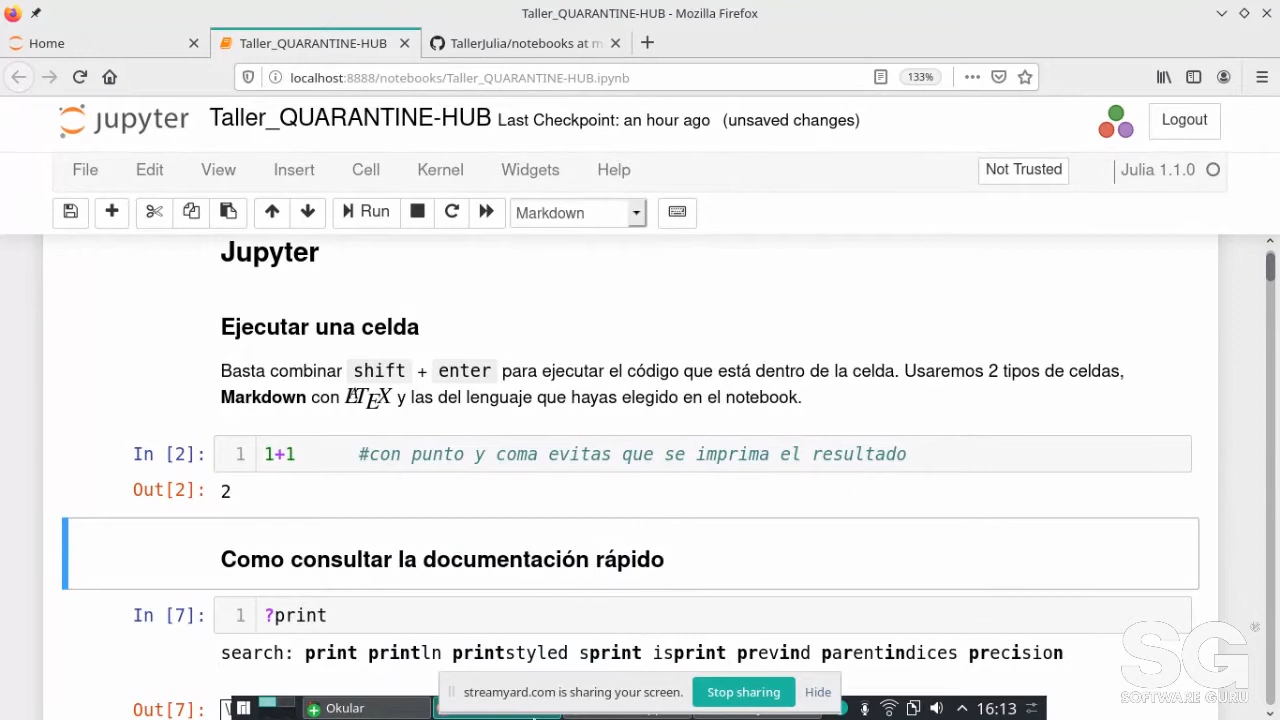 Taller_QUARANTINE-HUB - Mozilla Firefox
Home
Taller_QUARANTINE-HUB
TallerJulia/notebooks at m
localhost:8888/notebooks/Taller_QUARANTINE-HUB.ipynb
133%
jupyter Taller_QUARANTINE-HUB Last Checkpoint: an hour ago (unsaved changes)
Logout
File Edit View Insert Cell Kernel Widgets Help
Not Trusted
Julia 1.1.0
Run
Markdown
Jupyter
Ejecutar una celda
Basta combinar shift + enter para ejecutar el código que está dentro de la celda. Usaremos 2 tipos de celdas,
Markdown con LATEX y las del lenguaje que hayas elegido en el notebook.
In [2]: 1 1+1 #con punto y coma evitas que se imprima el resultado
Out[2]: 2
Como consultar la documentación rápido
In [7]: 1 ?print
search: print println printstyled sprint isprint prevind parentindices precision
SG
SOFTWARE GURU
streamyard.com is sharing your screen. Stop sharing Hide
Out[7]:
Okular
16:13